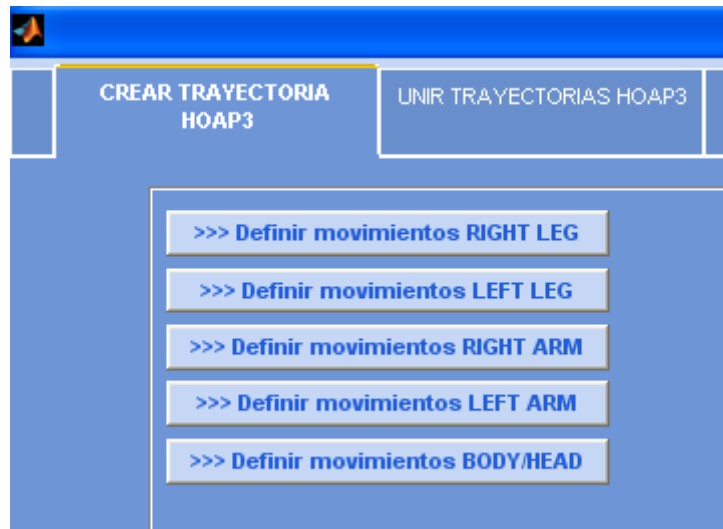 CREAR TRAYECTORIA
HOAP3
UNIR TRAYECTORIAS HOAP3
>>> Definir movimientos RIGHT LEG
>>> Definir movimientos LEFT LEG
>>> Definir movimientos RIGHT ARM
>>> Definir movimientos LEFT ARM
>>> Definir movimientos BODY/HEAD